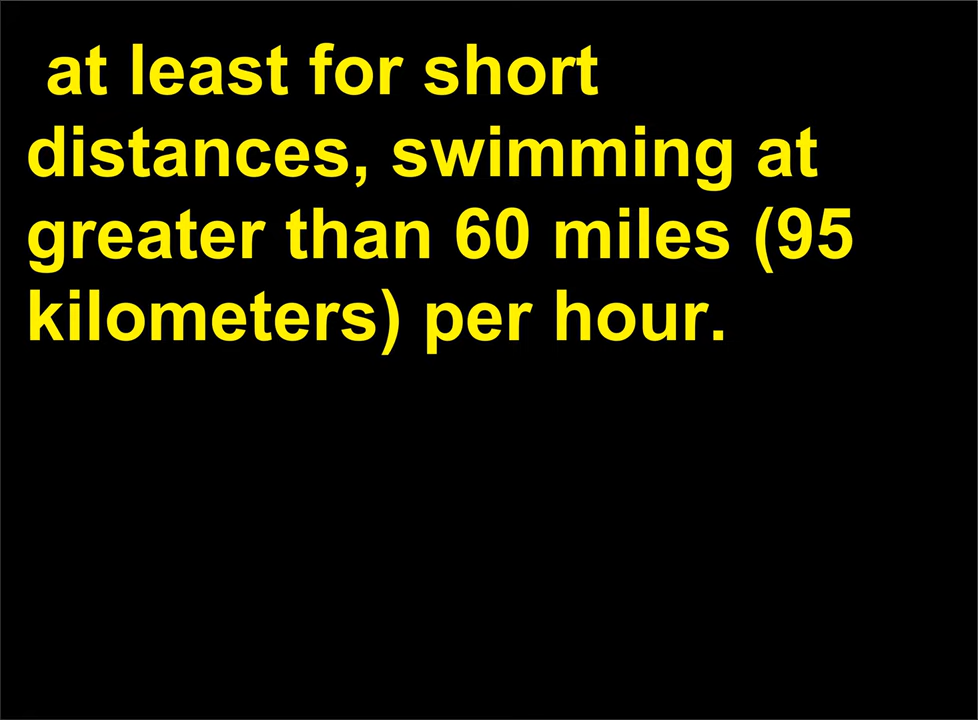 at least for short
distances, swimming at
greater than 60 miles (95
kilometers) per hour.